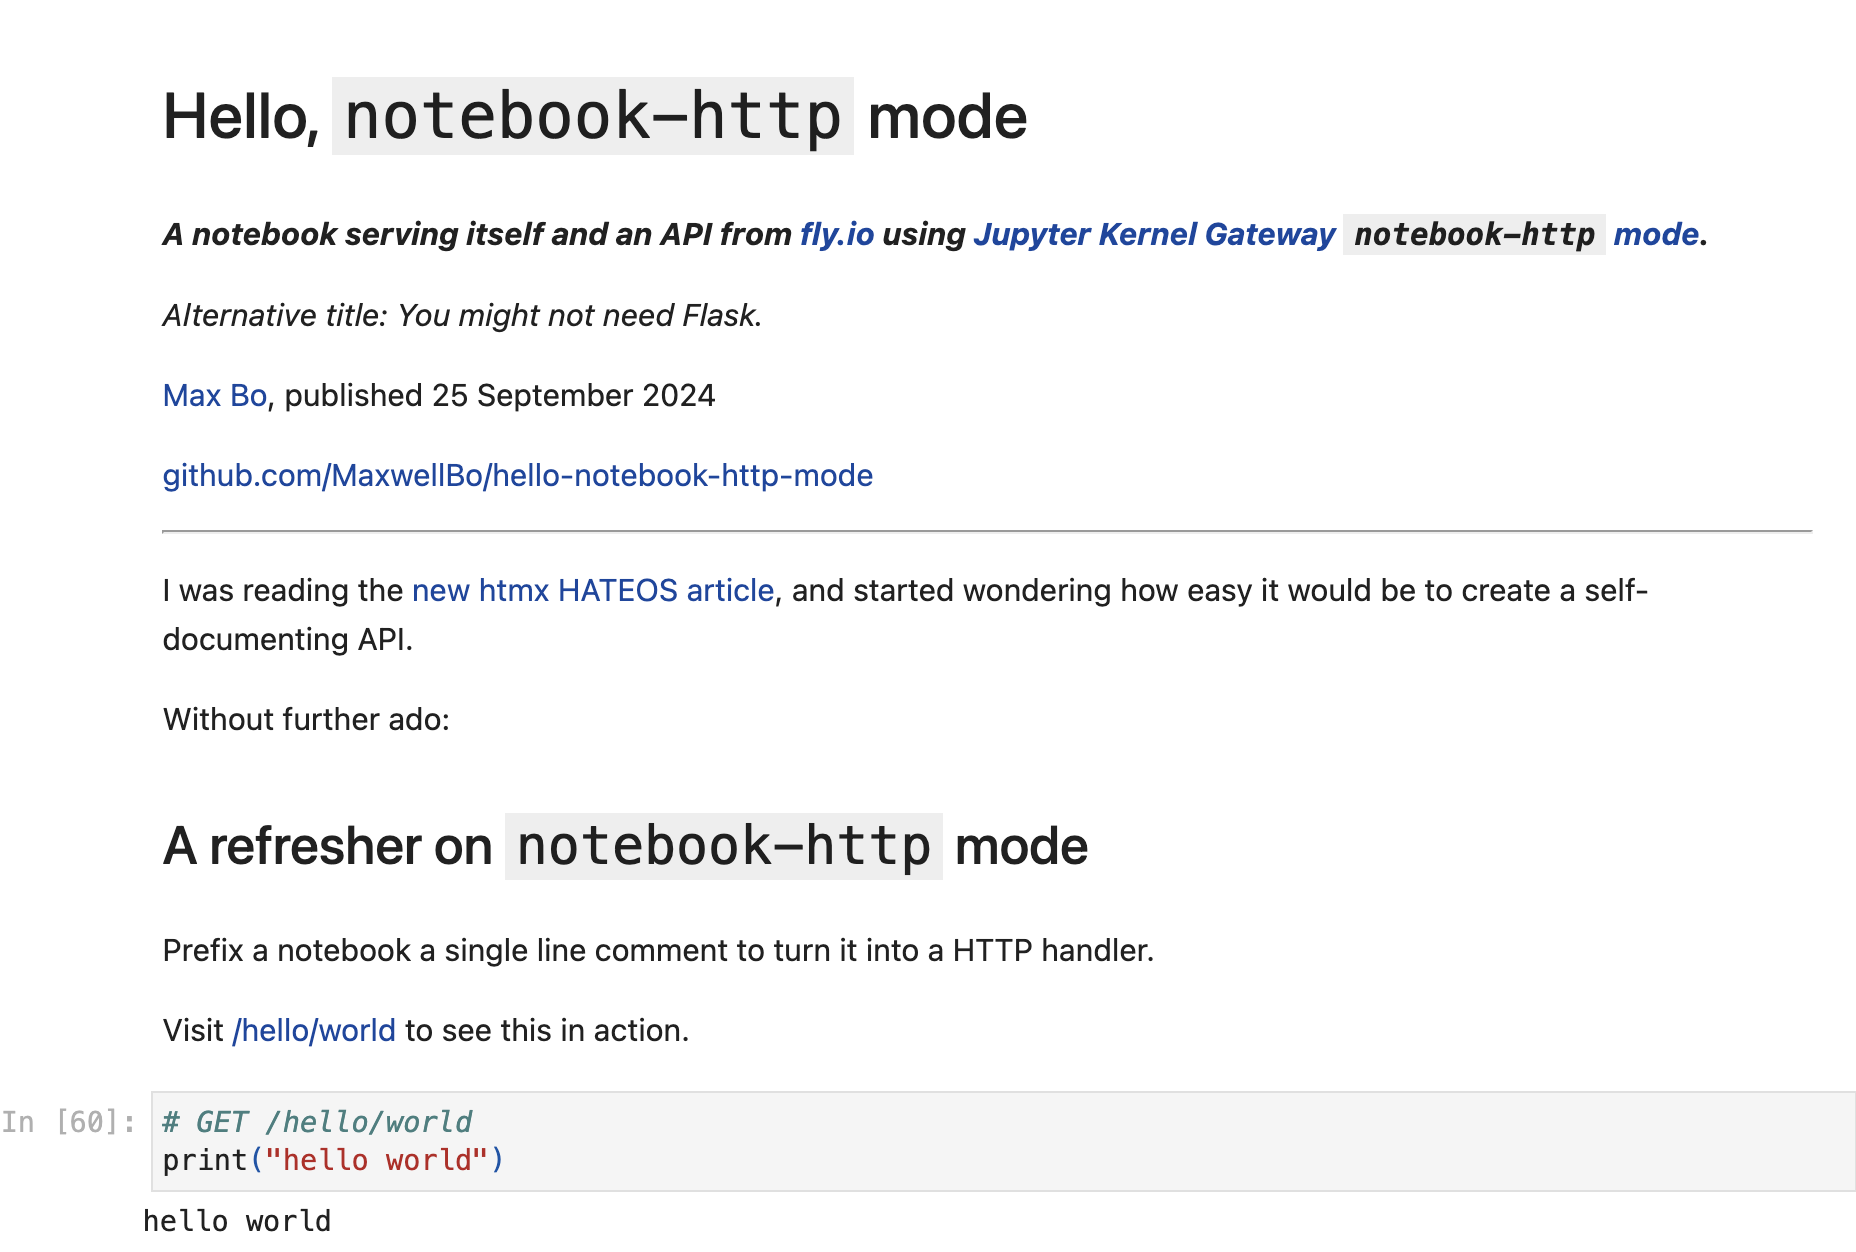 Hello, notebook-http mode
A notebook serving itself and an API from fly.io using Jupyter Kernel Gateway notebook-http mode.
Alternative title: You might not need Flask.
Max Bo, published 25 September 2024
github.com/MaxwellBo/hello-notebook-http-mode
I was reading the new htmx HATEOS article, and started wondering how easy it would be to create a self-
documenting API.
Without further ado:
A refresher on notebook-http mode
Prefix a notebook a single line comment to turn it into a HTTP handler.
Visit /hello/world to see this in action.
In [60]: # GET /hello/world
print("hello world")
hello world